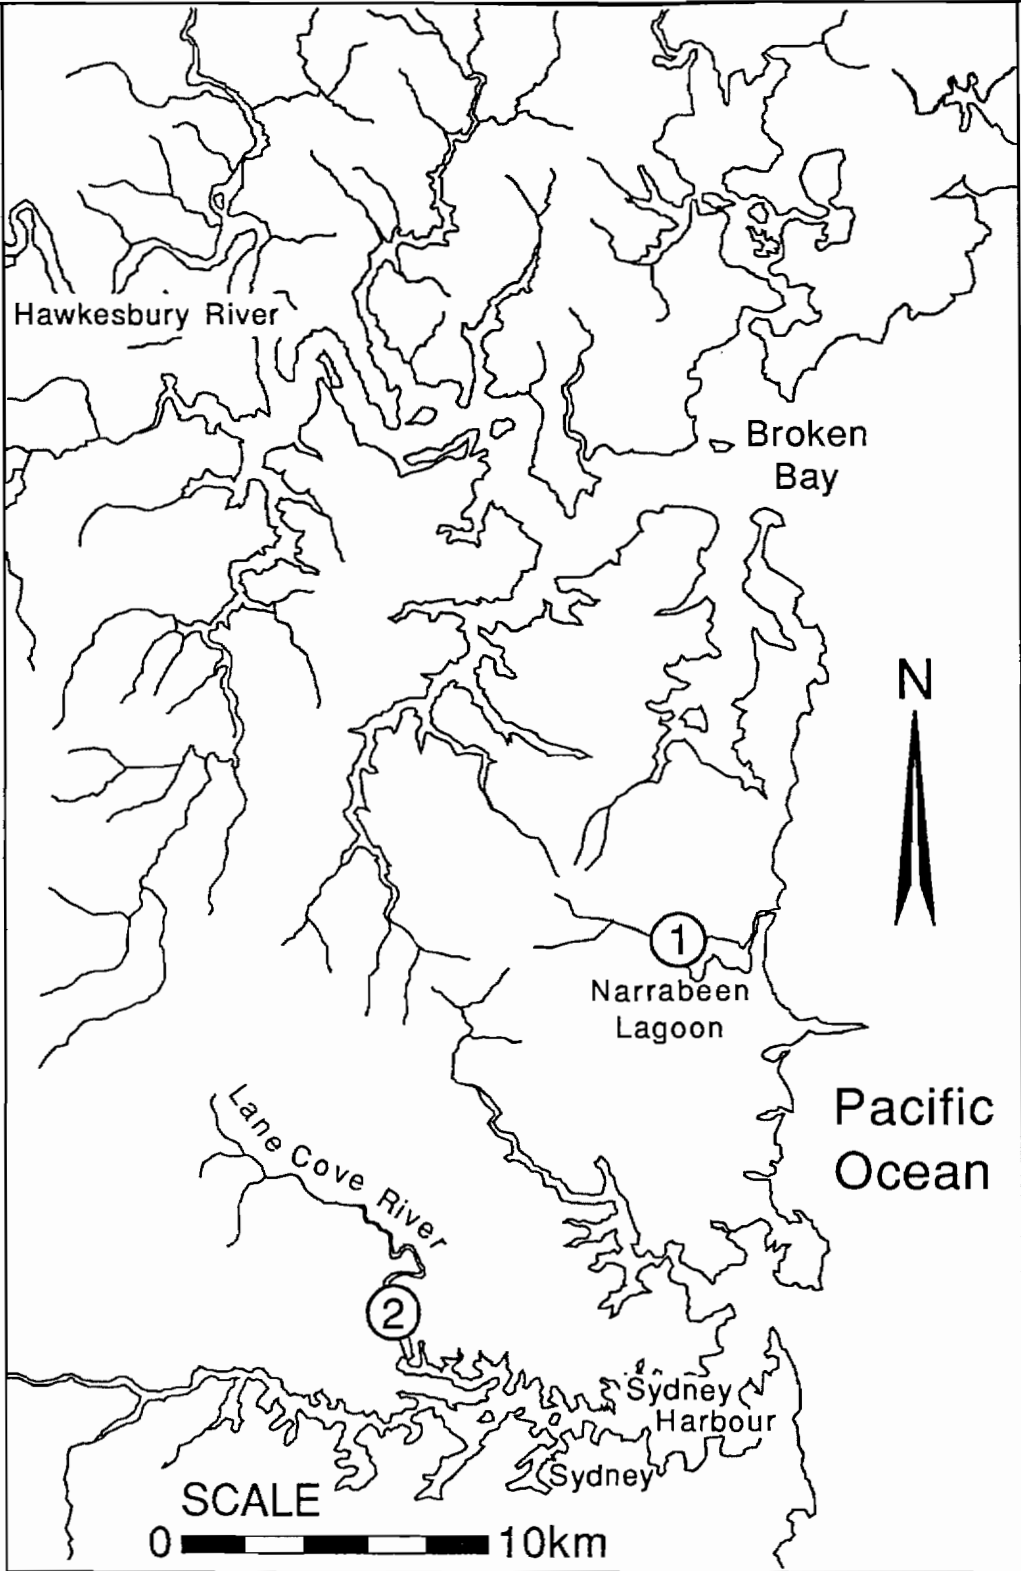 Hawkesbury River
Broken
Bay
N
1
Narrabeen
Lagoon
Pacific
Ocean
Lane Cove River
2
Sydney
Harbour
Sydney
SCALE
0 10km